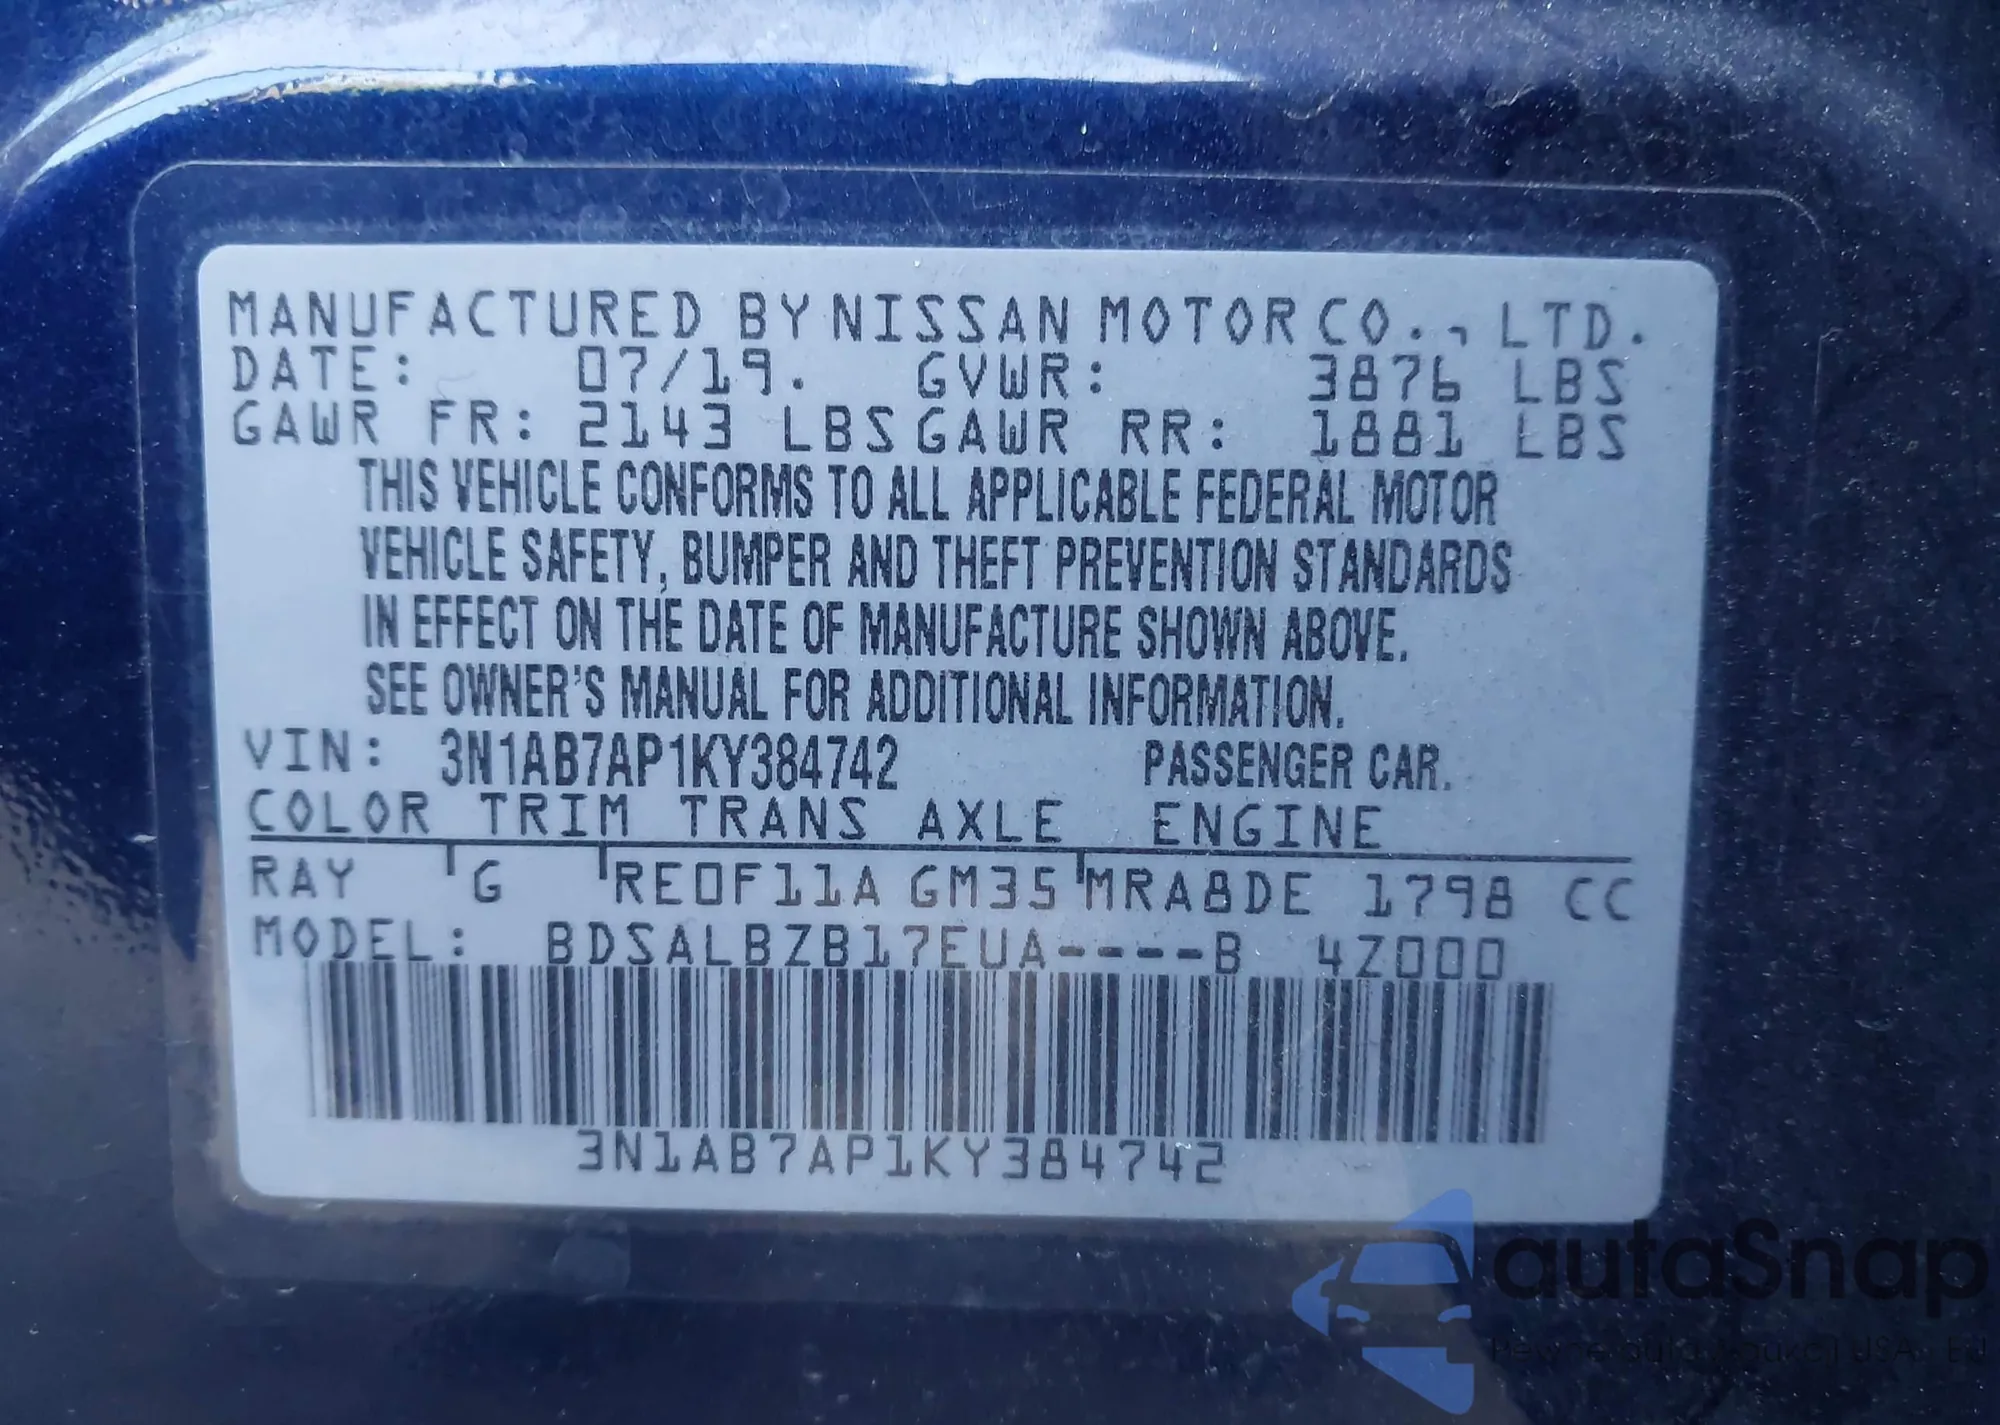 MANUFACTURED BY NISSAN MOTOR CO., LTD.
DATE: 07/19. GVWR: 3876 LBS
GAWR FR: 2143 LBS GAWR RR: 1881 LBS
THIS VEHICLE CONFORMS TO ALL APPLICABLE FEDERAL MOTOR
VEHICLE SAFETY, BUMPER AND THEFT PREVENTION STANDARDS
IN EFFECT ON THE DATE OF MANUFACTURE SHOWN ABOVE.
SEE OWNER'S MANUAL FOR ADDITIONAL INFORMATION.
VIN: 3N1AB7AP1KY384742 PASSENGER CAR.
COLOR TRIM TRANS AXLE ENGINE
RAY G RE0F11A GM35 MRA8DE 1798 CC
MODEL: BDSALBZB17EUA----B 4Z000
3N1AB7AP1KY384742
autaSnap